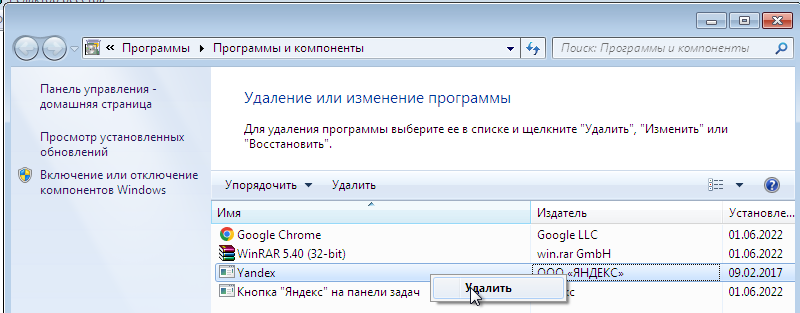 « Программы Программы и компоненты
Поиск: Программы и компоненты
Панель управления -
домашняя страница
Просмотр установленных
обновлений
Включение или отключение
компонентов Windows
Удаление или изменение программы
Для удаления программы выберите ее в списке и щелкните "Удалить", "Изменить" или
"Восстановить".
Упорядочить Удалить
Имя Издатель Установле...
Google Chrome Google LLC 01.06.2022
WinRAR 5.40 (32-bit) win.rar GmbH 01.06.2022
Yandex ООО «ЯНДЕКС» 09.02.2017
Кнопка "Яндекс" на панели задач 01.06.2022
Удалить